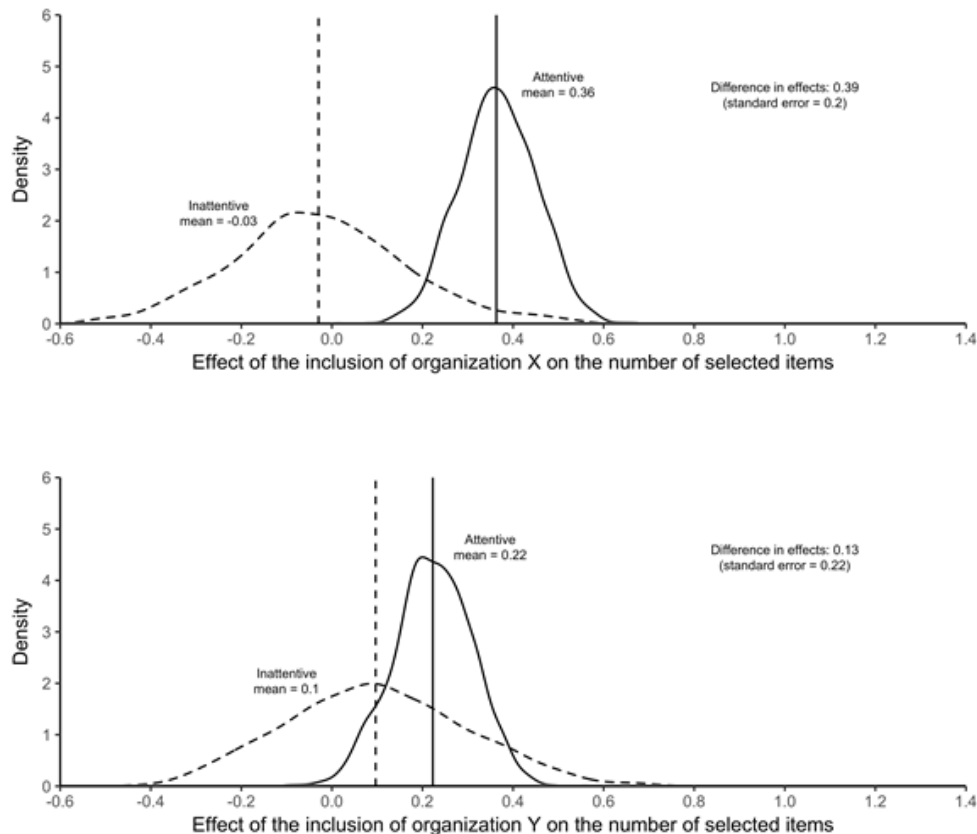 6
5
4
3
2
1
0
Density
Attentive
mean = 0.36
Difference in effects: 0.39
(standard error = 0.2)
Inattentive
mean = -0.03
-0.6 -0.4 -0.2 0.0 0.2 0.4 0.6 0.8 1.0 1.2 1.4
Effect of the inclusion of organization X on the number of selected items
6
5
4
3
2
1
0
Density
Attentive
mean = 0.22
Difference in effects: 0.13
(standard error = 0.22)
Inattentive
mean = 0.1
-0.6 -0.4 -0.2 0.0 0.2 0.4 0.6 0.8 1.0 1.2 1.4
Effect of the inclusion of organization Y on the number of selected items